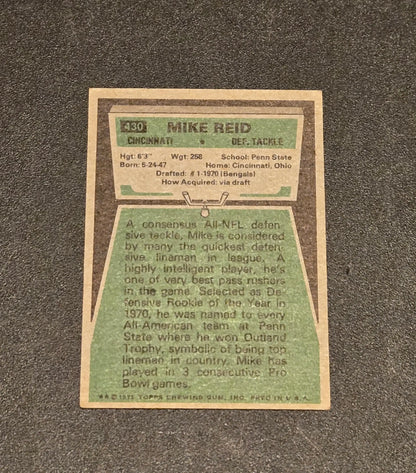 430 MIKE REID
CINCINNATI • DEF. TACKLE
Hgt: 6'3" Wgt: 258 School: Penn State
Born: 5-24-47 Home: Cincinnati, Ohio
Drafted: #1-1970 (Bengals)
How Acquired: via draft
A consensus All-NFL defen-
sive tackle, Mike is considered
by many the quickest defen-
sive lineman in league. A
highly intelligent player, he's
one of very best pass rushers
in the game. Selected as De-
fensive Rookie of the Year in
1970, he was named to every
All-American team at Penn
State where he won Outland
Trophy, symbolic of being top
lineman in country. Mike has
played in 3 consecutive Pro
Bowl games.
** © 1975 TOPPS CHEWING GUM, INC. PRTD IN U.S.A.